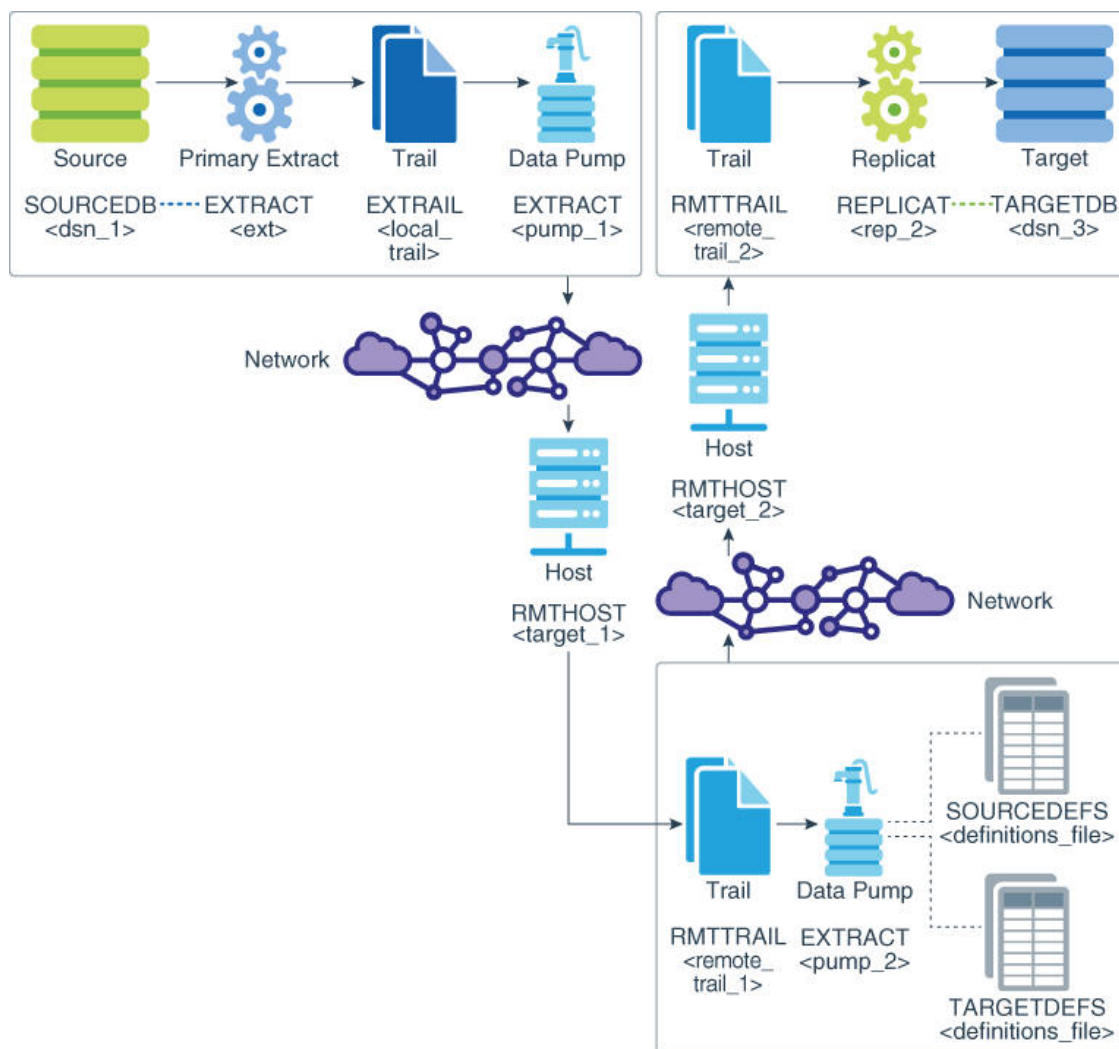 Source
Primary Extract
Trail
Data Pump
SOURCEDB
<dsn_1>
EXTRACT
<ext>
EXTRAIL
<local_
trail>
EXTRACT
<pump_1>
Trail
Replicat
Target
RMTTRAIL
<remote_
trail_2>
REPLICAT
<rep_2>
TARGETDB
<dsn_3>
Network
Host
RMTHOST
<target_1>
Host
RMTHOST
<target_2>
Network
Trail
Data Pump
RMTTRAIL
<remote_
trail_1>
EXTRACT
<pump_2>
SOURCEDEFS
<definitions_file>
TARGETDEFS
<definitions_file>